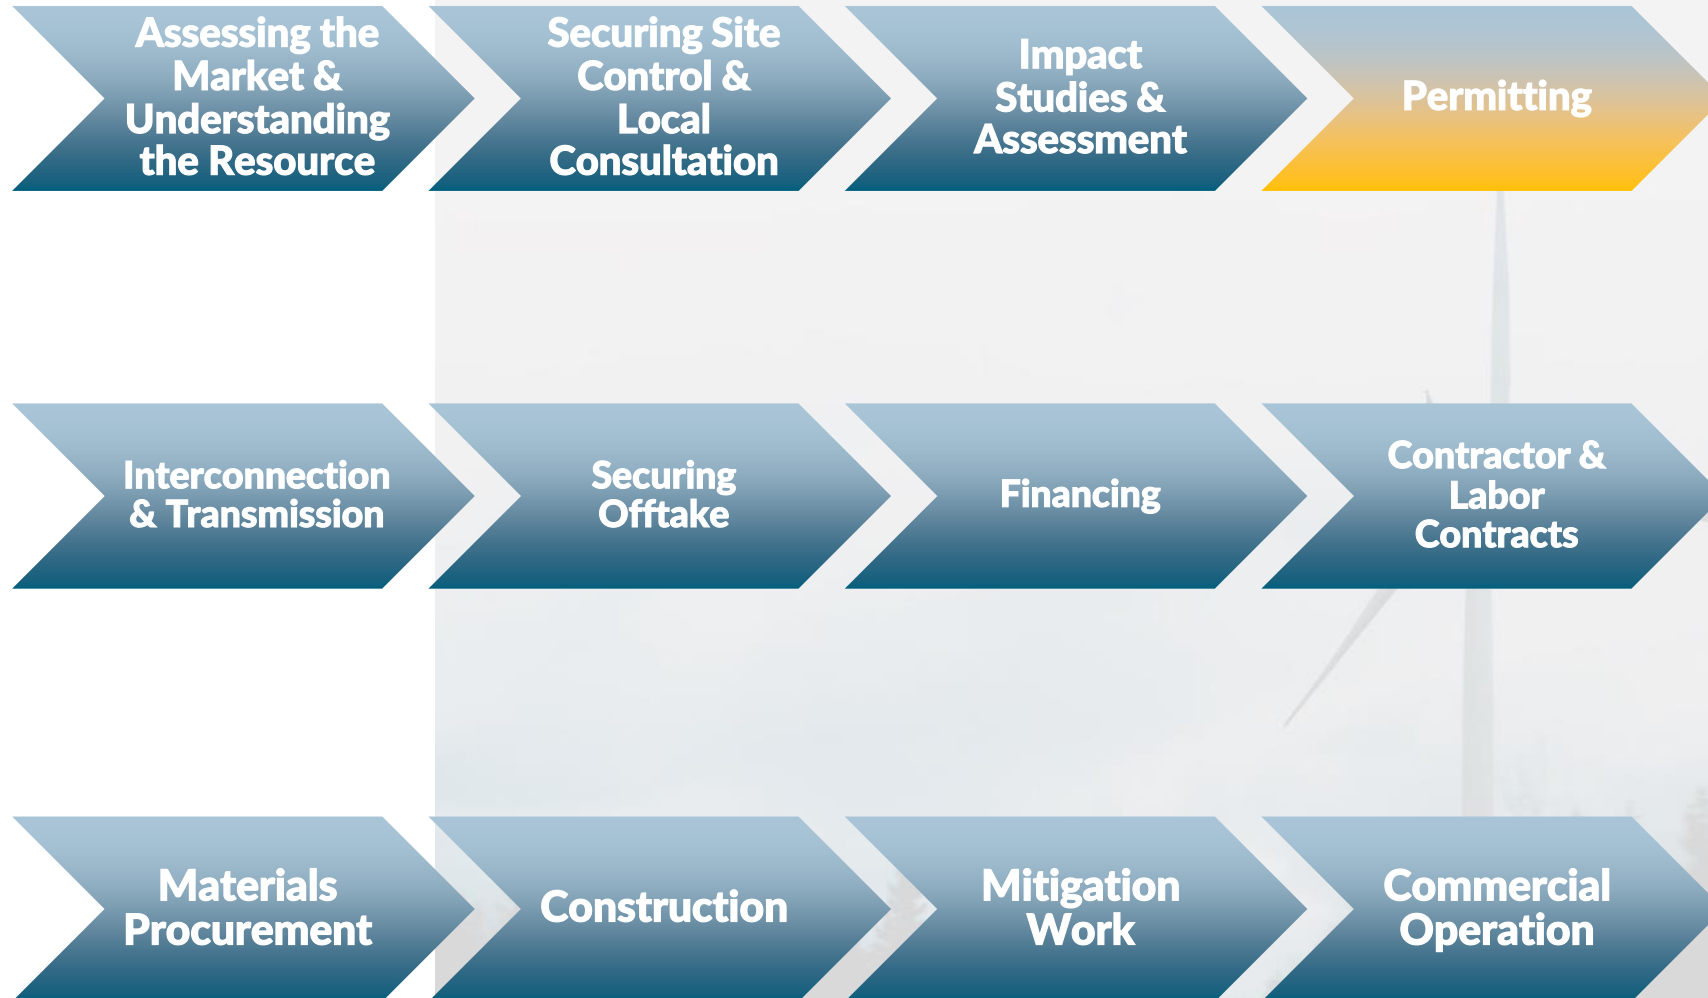 Assessing the
Market &
Understanding
the Resource
Securing Site
Control &
Local
Consultation
Impact
Studies &
Assessment
Permitting
Interconnection
& Transmission
Securing
Offtake
Financing
Contractor &
Labor
Contracts
Materials
Procurement
Construction
Mitigation
Work
Commercial
Operation